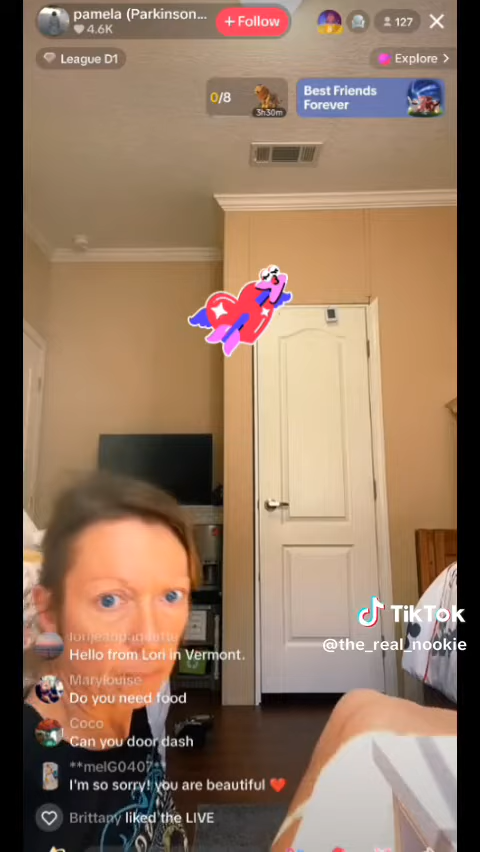 pamela (Parkinson...
4.6K
+ Follow
127
League D1
Explore
0/8
3h30m
Best Friends
Forever
TikTok
@the_real_nookie
lorijeanpaquette
Hello from Lori in Vermont.
Marylouise
Do you need food
Coco
Can you door dash
**melG0407**
I'm so sorry! you are beautiful ❤️
Brittany liked the LIVE